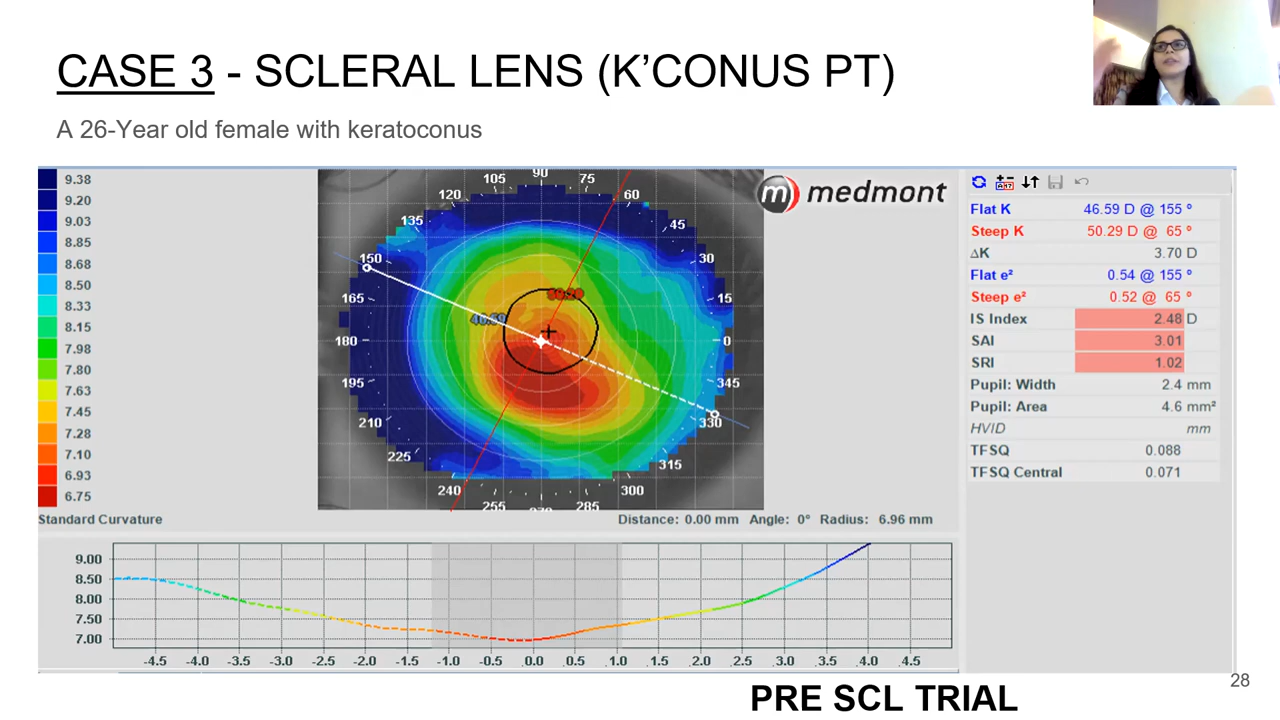 CASE 3 - SCLERAL LENS (K'CONUS PT)
A 26-Year old female with keratoconus
9.38
9.20
9.03
8.85
8.68
8.50
8.33
8.15
7.98
7.80
7.63
7.45
7.28
7.10
6.93
6.75
105 90 75
120 60
135 45
150 30
165 15
180 0
195 345
210 330
225 315
240 300
255 270 285
50.29
46.59
m medmont
Flat K 46.59 D @ 155 º
Steep K 50.29 D @ 65 º
ΔK 3.70 D
Flat e² 0.54 @ 155 º
Steep e² 0.52 @ 65 º
IS Index 2.48 D
SAI 3.01
SRI 1.02
Pupil: Width 2.4 mm
Pupil: Area 4.6 mm²
HVID mm
TFSQ 0.088
TFSQ Central 0.071
Standard Curvature
Distance: 0.00 mm Angle: 0° Radius: 6.96 mm
9.00
8.50
8.00
7.50
7.00
-4.5 -4.0 -3.5 -3.0 -2.5 -2.0 -1.5 -1.0 -0.5 0.0 0.5 1.0 1.5 2.0 2.5 3.0 3.5 4.0 4.5
28
PRE SCL TRIAL